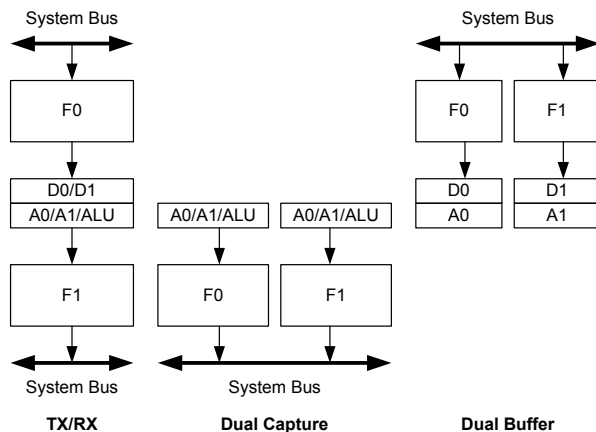 System Bus
F0
D0/D1
A0/A1/ALU
F1
System Bus
TX/RX
A0/A1/ALU
A0/A1/ALU
F0
F1
System Bus
Dual Capture
System Bus
F0
F1
D0
D1
A0
A1
Dual Buffer